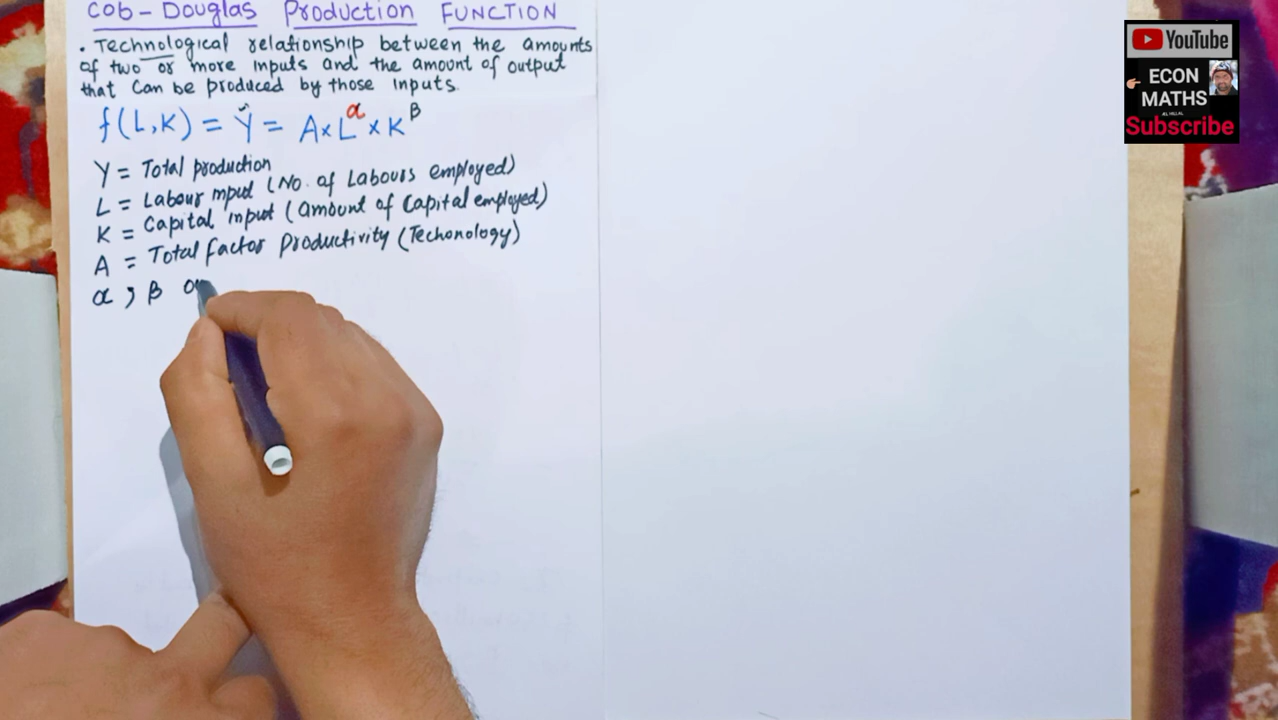 Cob-Douglas Production FUNCTION
. Technological relationship between the amounts
of two or more inputs and the amount of output
that can be produced by those inputs.
f(L,K) = Y = A×L^α×K^β
Y = Total production
L = Labour input (No. of Labours employed)
K = Capital input (amount of capital employed)
A = Total factor Productivity (Techonology)
α ; β
YouTube
ECON
MATHS
Subscribe